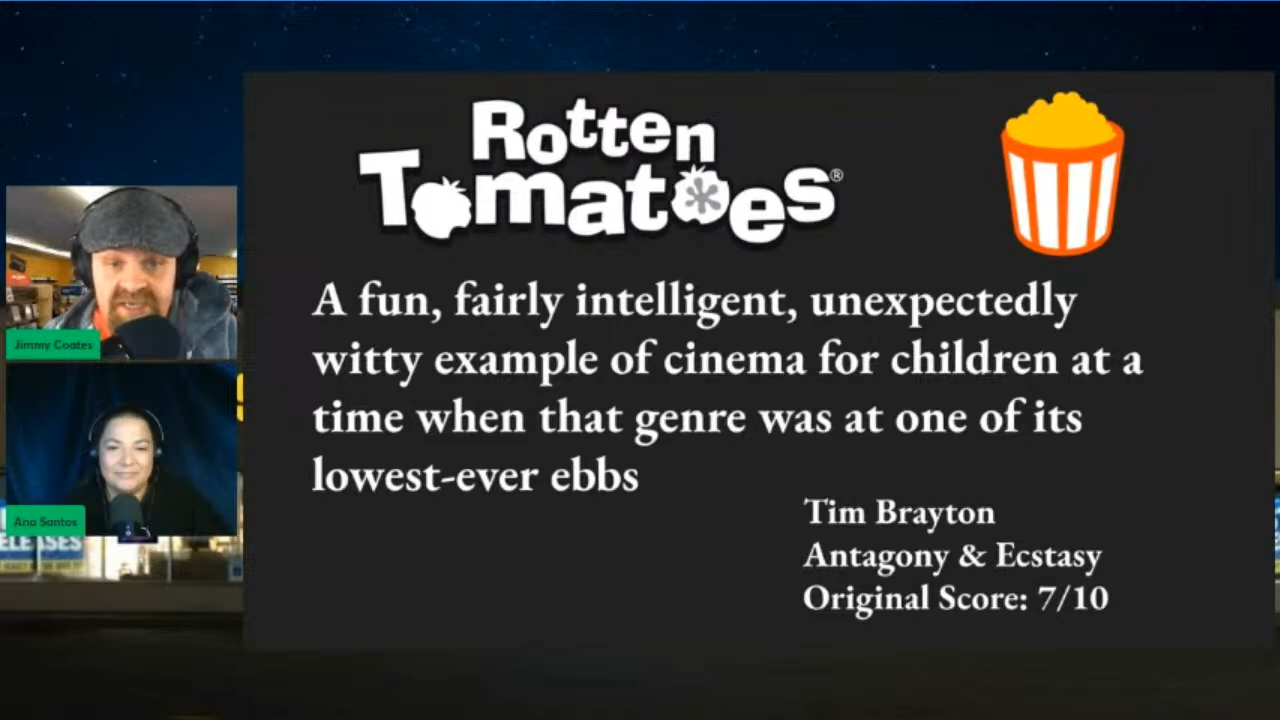 Rotten
Tomatoes®
A fun, fairly intelligent, unexpectedly
witty example of cinema for children at a
time when that genre was at one of its
lowest-ever ebbs
Tim Brayton
Antagony & Ecstasy
Original Score: 7/10
Jimmy Coates
Ana Santos
ELEASES